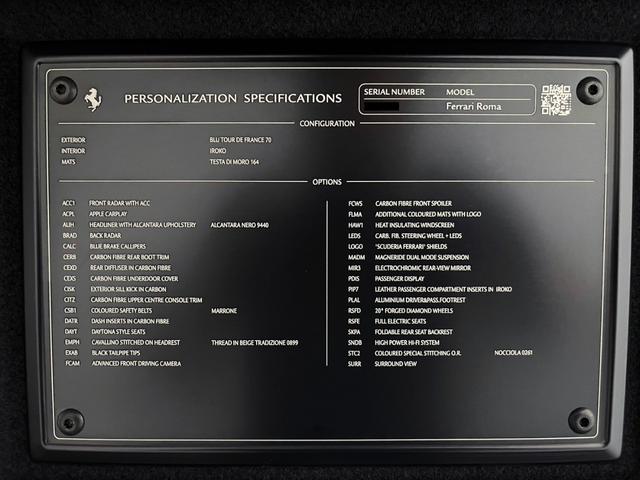 PERSONALIZATION SPECIFICATIONS
SERIAL NUMBER MODEL
Ferrari Roma
CONFIGURATION
EXTERIOR BLU TOUR DE FRANCE 70
INTERIOR IROKO
MATS TESTA DI MORO 164
OPTIONS
ACC1 FRONT RADAR WITH ACC
ACPL APPLE CARPLAY
ALIH HEADLINER WITH ALCANTARA UPHOLSTERY ALCANTARA NERO 9440
BRAD BACK RADAR
CALC BLUE BRAKE CALLIPERS
CERB CARBON FIBRE REAR BOOT TRIM
CEXD REAR DIFFUSER IN CARBON FIBRE
CEXS CARBON FIBRE UNDERDOOR COVER
CISK EXTERIOR SILL KICK IN CARBON
CITZ CARBON FIBRE UPPER CENTRE CONSOLE TRIM
CSB1 COLOURED SAFETY BELTS MARRONE
DATR DASH INSERTS IN CARBON FIBRE
DAYT DAYTONA STYLE SEATS
EMPH CAVALLINO STITCHED ON HEADREST THREAD IN BEIGE TRADIZIONE 0899
EXAB BLACK TAILPIPE TIPS
FCAM ADVANCED FRONT DRIVING CAMERA
FCWS CARBON FIBRE FRONT SPOILER
FLMA ADDITIONAL COLOURED MATS WITH LOGO
HAW1 HEAT INSULATING WINDSCREEN
LEDS CARB. FIB. STEERING WHEEL + LEDS
LOGO "SCUDERIA FERRARI" SHIELDS
MADM MAGNERIDE DUAL MODE SUSPENSION
MIR3 ELECTROCHROMIC REAR-VIEW MIRROR
PDIS PASSENGER DISPLAY
PIP7 LEATHER PASSENGER COMPARTMENT INSERTS IN IROKO
PLAL ALUMINIUM DRIVER&PASS.FOOTREST
RSFD 20" FORGED DIAMOND WHEELS
RSFE FULL ELECTRIC SEATS
SKPA FOLDABLE REAR SEAT BACKREST
SNDB HIGH POWER HI-FI SYSTEM
STC2 COLOURED SPECIAL STITCHING O.R. NOCCIOLA 0261
SURR SURROUND VIEW